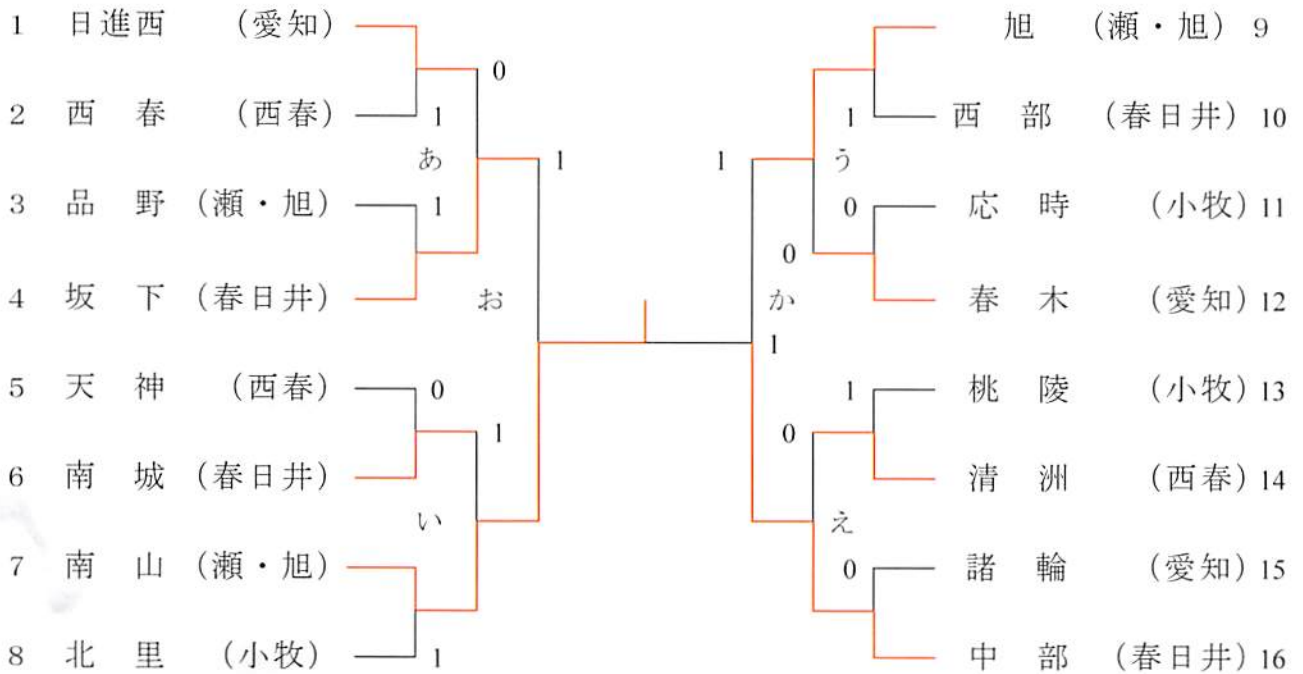 1 日進西 (愛知)
0
2 西春 (西春) 1
あ
1
3 品野 (瀬・旭) 1
4 坂下 (春日井)
お
5 天神 (西春) 0
1
6 南城 (春日井)
い
7 南山 (瀬・旭)
8 北里 (小牧) 1
旭 (瀬・旭) 9
1 西部 (春日井) 10
1
う
0 応時 (小牧) 11
0
か
春木 (愛知) 12
1
1 桃陵 (小牧) 13
0
清洲 (西春) 14
え
0 諸輪 (愛知) 15
中部 (春日井) 16